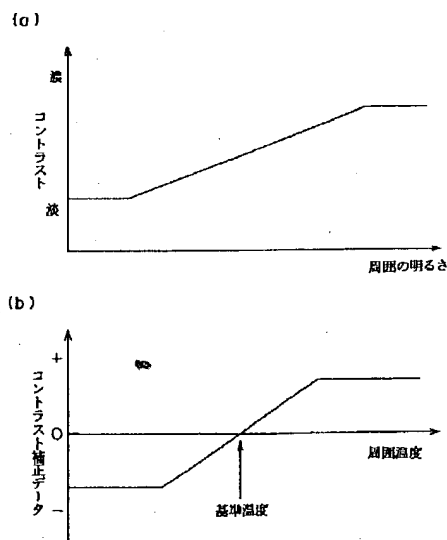 (a)
濃
コントラスト
淡
周囲の明るさ
(b)
+
コントラスト補正データ
0
周囲温度
基準温度
−